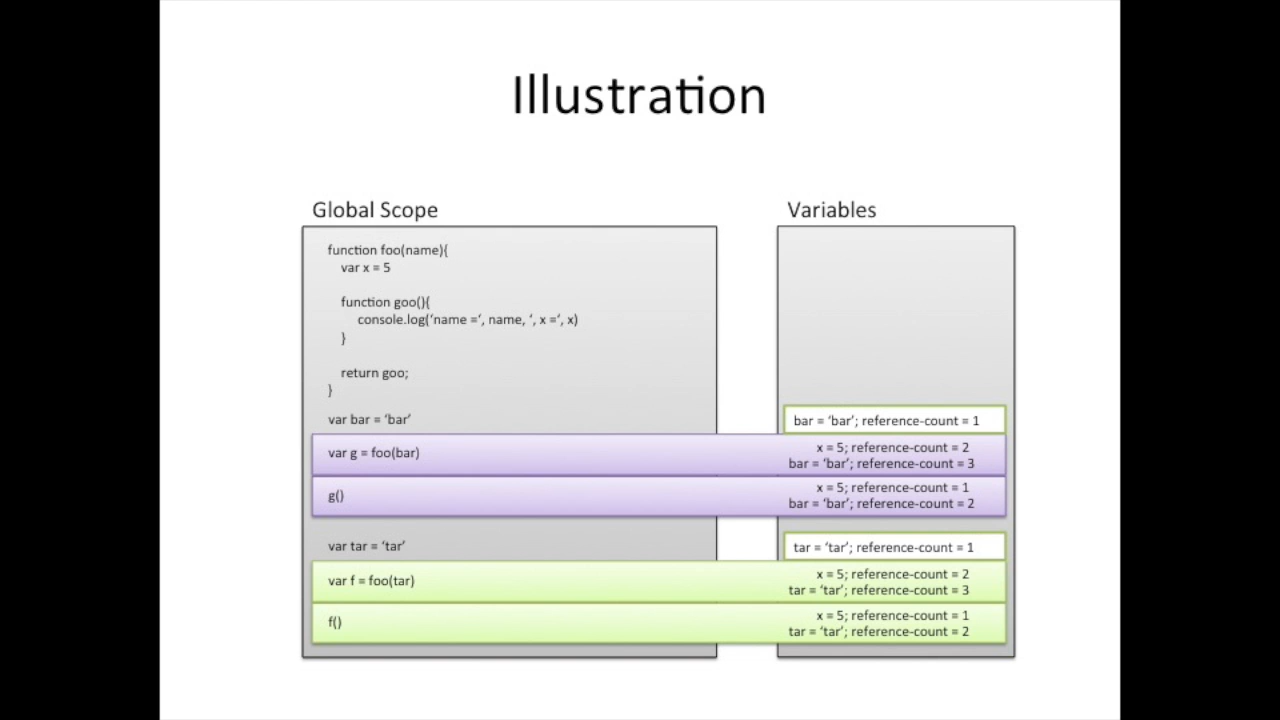 Illustration
Global Scope
Variables
function foo(name){
var x = 5
function goo(){
console.log(‘name =‘, name, ‘, x =‘, x)
}
return goo;
}
var bar = ‘bar’
bar = ‘bar’; reference-count = 1
var g = foo(bar)
x = 5; reference-count = 2
bar = ‘bar’; reference-count = 3
g()
x = 5; reference-count = 1
bar = ‘bar’; reference-count = 2
var tar = ‘tar’
tar = ‘tar’; reference-count = 1
var f = foo(tar)
x = 5; reference-count = 2
tar = ‘tar’; reference-count = 3
f()
x = 5; reference-count = 1
tar = ‘tar’; reference-count = 2